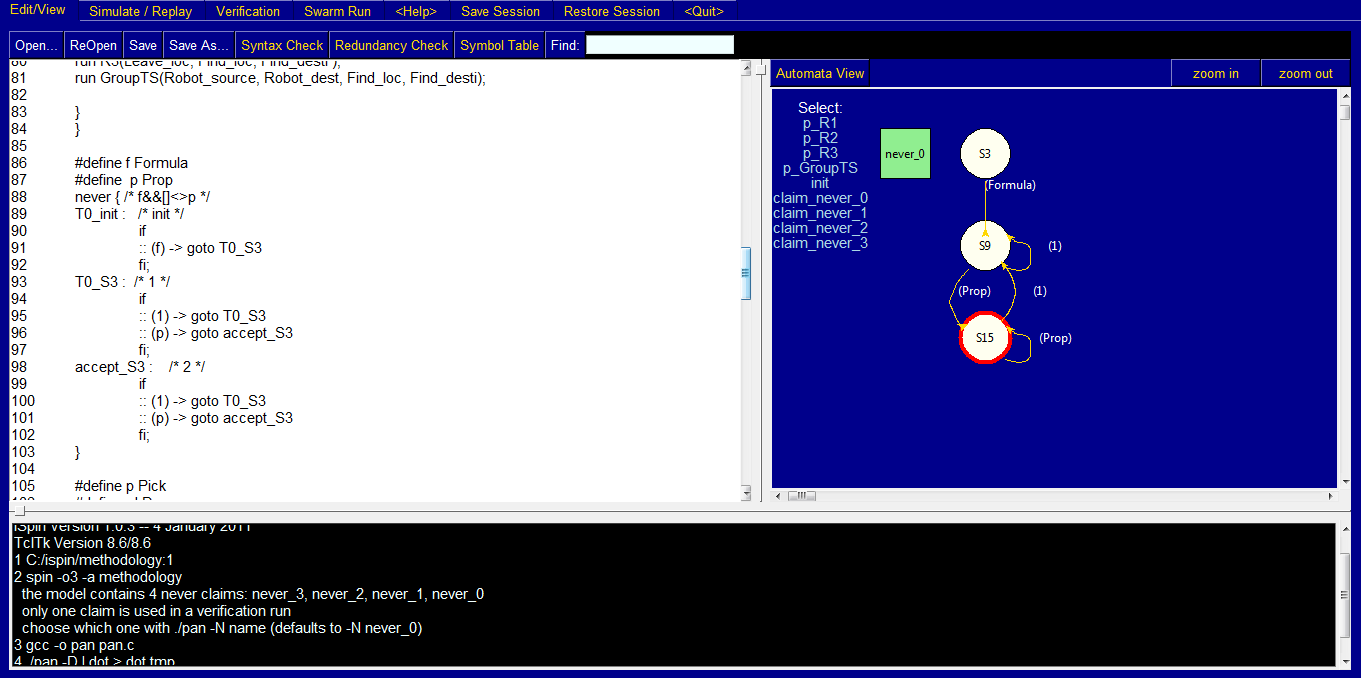 Edit/View Simulate / Replay Verification Swarm Run <Help> Save Session Restore Session <Quit>
Open... ReOpen Save Save As... Syntax Check Redundancy Check Symbol Table Find:
80 run R3(Leave_loc, Find_loc, Find_desti );
81 run GroupTS(Robot_source, Robot_dest, Find_loc, Find_desti);
82
83 }
84 }
85
86 #define f Formula
87 #define p Prop
88 never { /* f&&[]<>p */
89 T0_init : /* init */
90 if
91 :: (f) -> goto T0_S3
92 fi;
93 T0_S3 : /* 1 */
94 if
95 :: (1) -> goto T0_S3
96 :: (p) -> goto accept_S3
97 fi;
98 accept_S3 : /* 2 */
99 if
100 :: (1) -> goto T0_S3
101 :: (p) -> goto accept_S3
102 fi;
103 }
104
105 #define p Pick
Automata View zoom in zoom out
Select:
p_R1
p_R2
p_R3
p_GroupTS
init
claim_never_0
claim_never_1
claim_never_2
claim_never_3
never_0
S3
(Formula)
S9
(1)
(Prop)
(1)
S15
(Prop)
iSpin Version 1.0.3 -- 4 January 2011
TclTk Version 8.6/8.6
1 C:/ispin/methodology:1
2 spin -o3 -a methodology
the model contains 4 never claims: never_3, never_2, never_1, never_0
only one claim is used in a verification run
choose which one with ./pan -N name (defaults to -N never_0)
3 gcc -o pan pan.c
4 ./pan -D | dot > dot.tmp